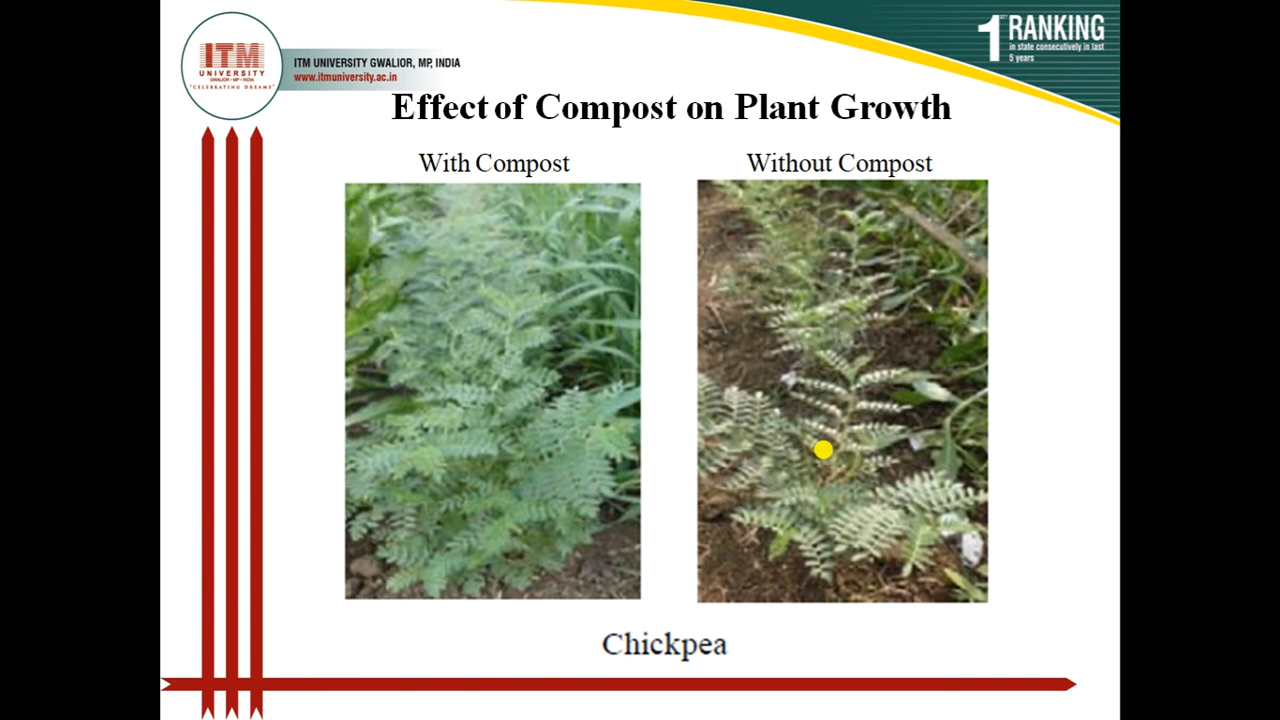 ITM
UNIVERSITY
GWALIOR • MP • INDIA
"CELEBRATING DREAMS"
ITM UNIVERSITY GWALIOR, MP, INDIA
www.itmuniversity.ac.in
1ST RANKING
in state consecutively in last
5 years
Effect of Compost on Plant Growth
With Compost
Without Compost
Chickpea